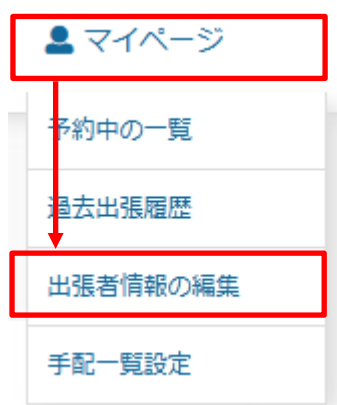 マイページ
予約中の一覧
過去出張履歴
出張者情報の編集
手配一覧設定